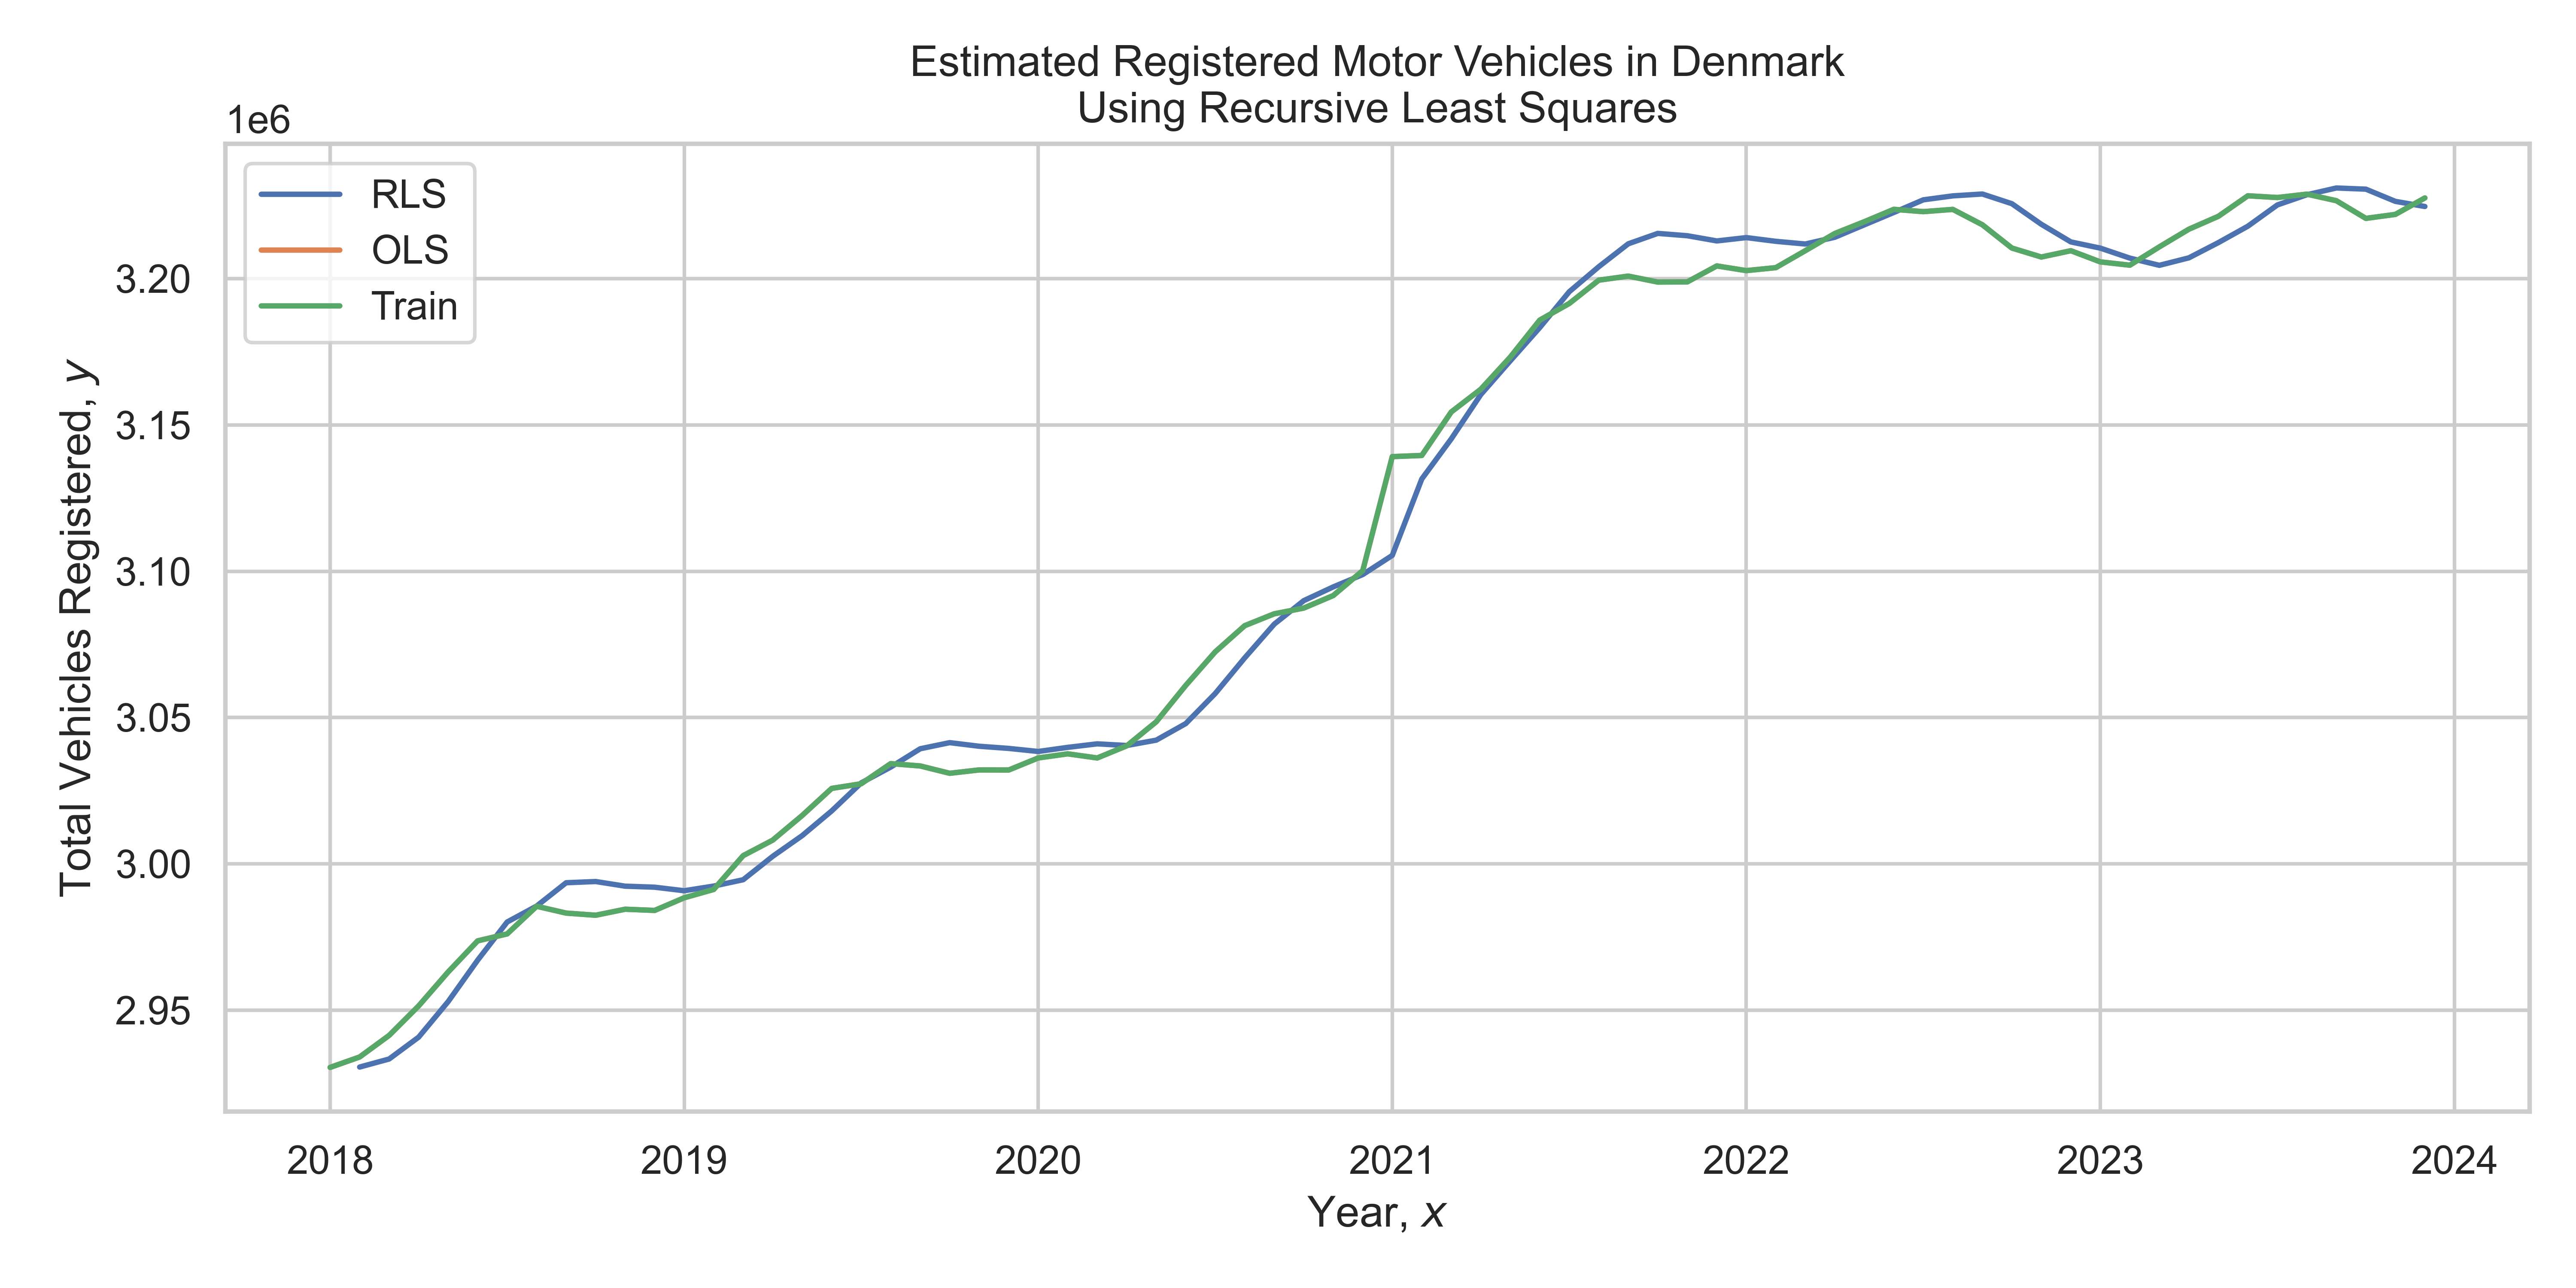 Estimated Registered Motor Vehicles in Denmark
Using Recursive Least Squares
1e6
RLS
OLS
Train
3.20
3.15
3.10
3.05
3.00
2.95
Total Vehicles Registered, y
2018
2019
2020
2021
2022
2023
2024
Year, x